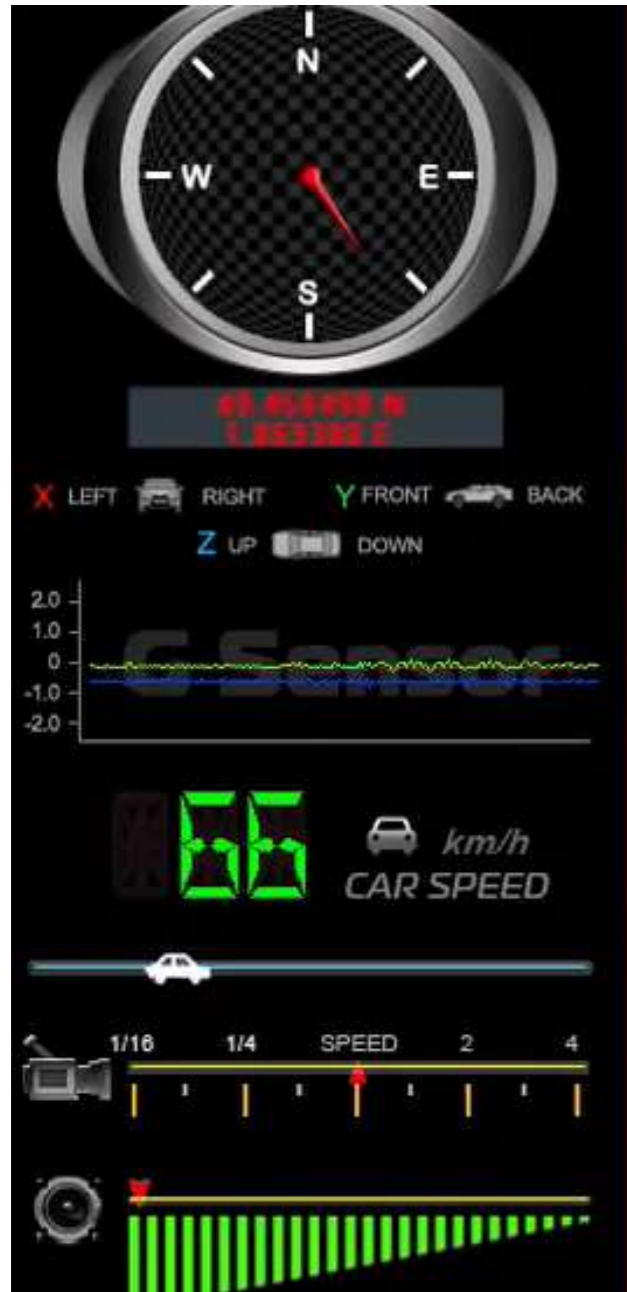 N
W E
S
X LEFT RIGHT Y FRONT BACK
Z UP DOWN
2.0
1.0
0
-1.0
-2.0
G Sensor
66
km/h
CAR SPEED
1/16 1/4 SPEED 2 4